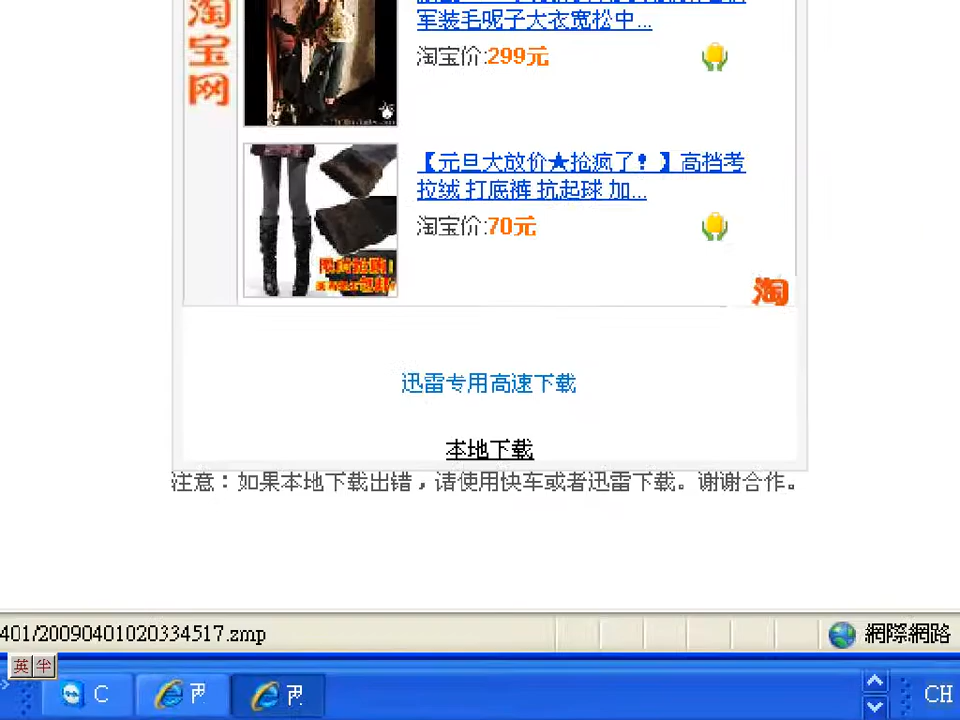 淘宝网
军装毛呢子大衣宽松中...
淘宝价:299元
【元旦大放价★抢疯了！】高档考
拉绒 打底裤 抗起球 加...
淘宝价:70元
淘
迅雷专用高速下载
本地下载
注意：如果本地下载出错，请使用快车或者迅雷下载。谢谢合作。
401/20090401020334517.zmp
網際網路
英 半
C
CH